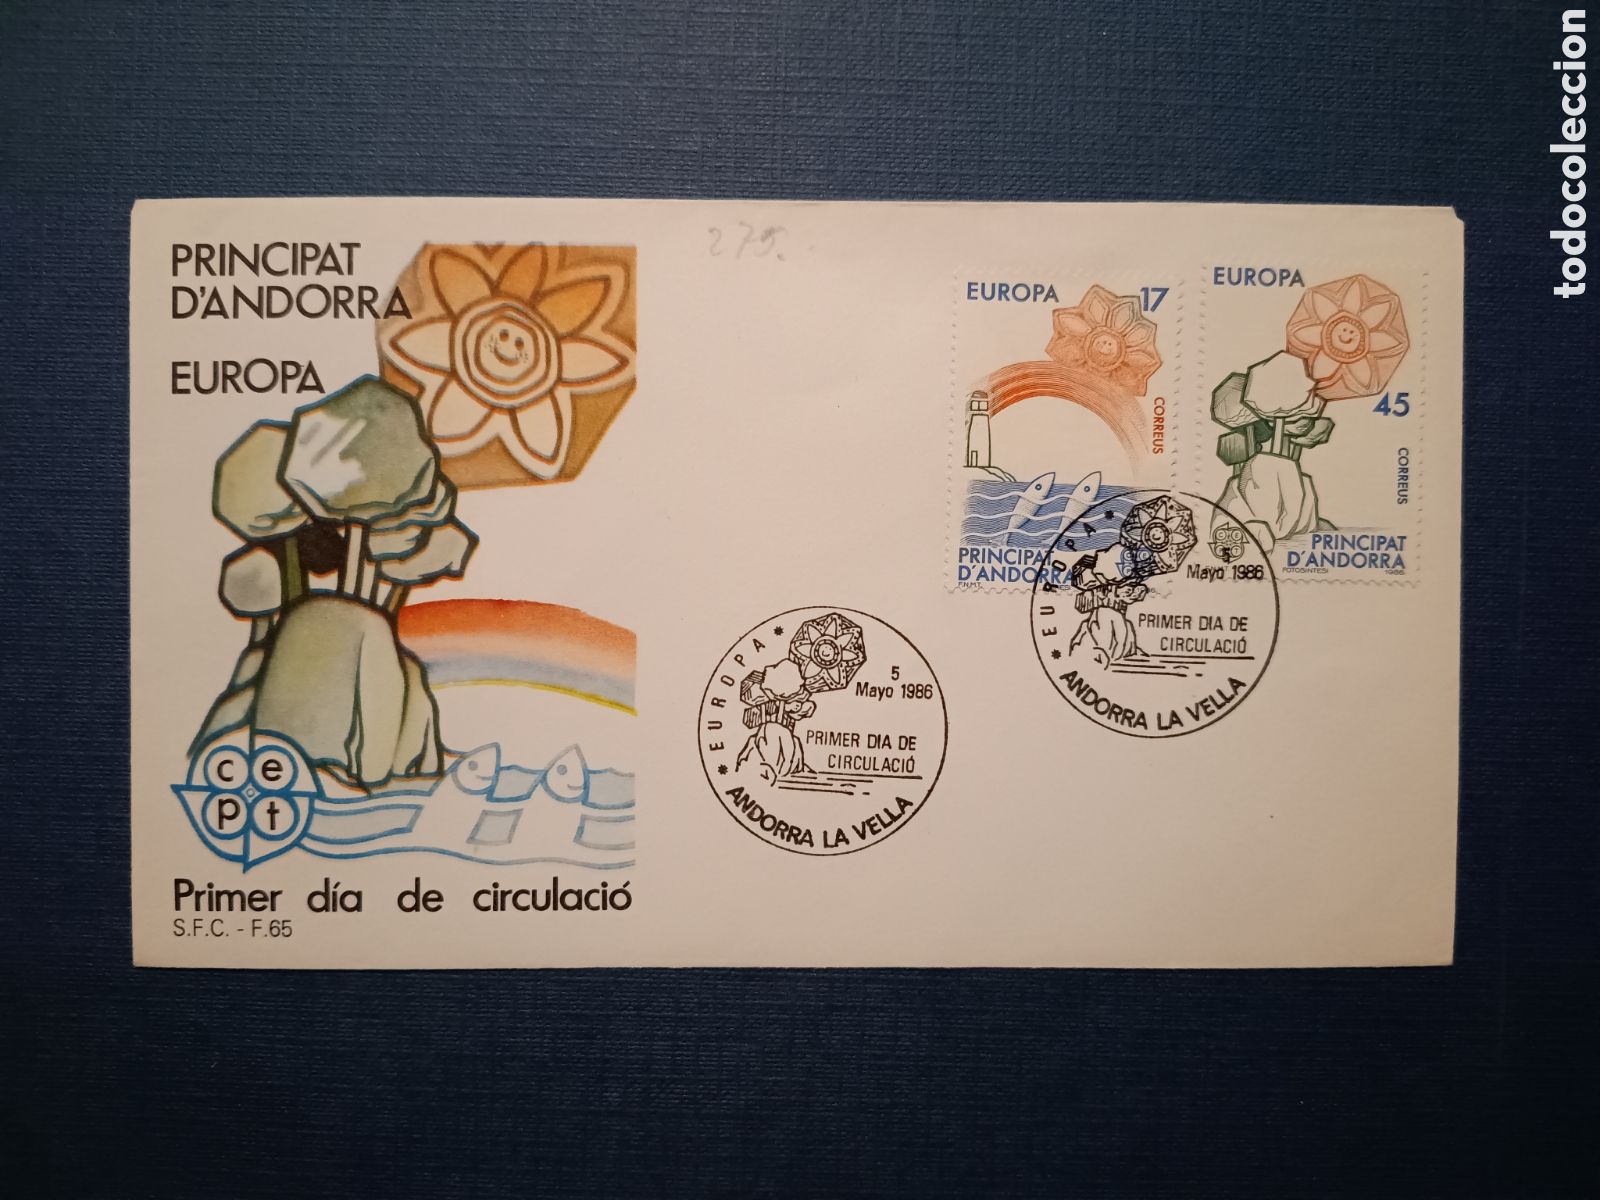 PRINCIPAT
D'ANDORRA
EUROPA
cept
Primer día de circulació
S.F.C. - F.65
275.
EUROPA 17
CORREUS
PRINCIPAT
D'ANDORRA
F.N.M.T.
EUROPA
45
CORREUS
PRINCIPAT
D'ANDORRA
FOTOSINTESI 1986
* EUROPA *
5
Mayo 1986
PRIMER DIA DE
CIRCULACIÓ
ANDORRA LA VELLA
* EUROPA *
5
Mayo 1986
PRIMER DIA DE
CIRCULACIÓ
ANDORRA LA VELLA
todocoleccion